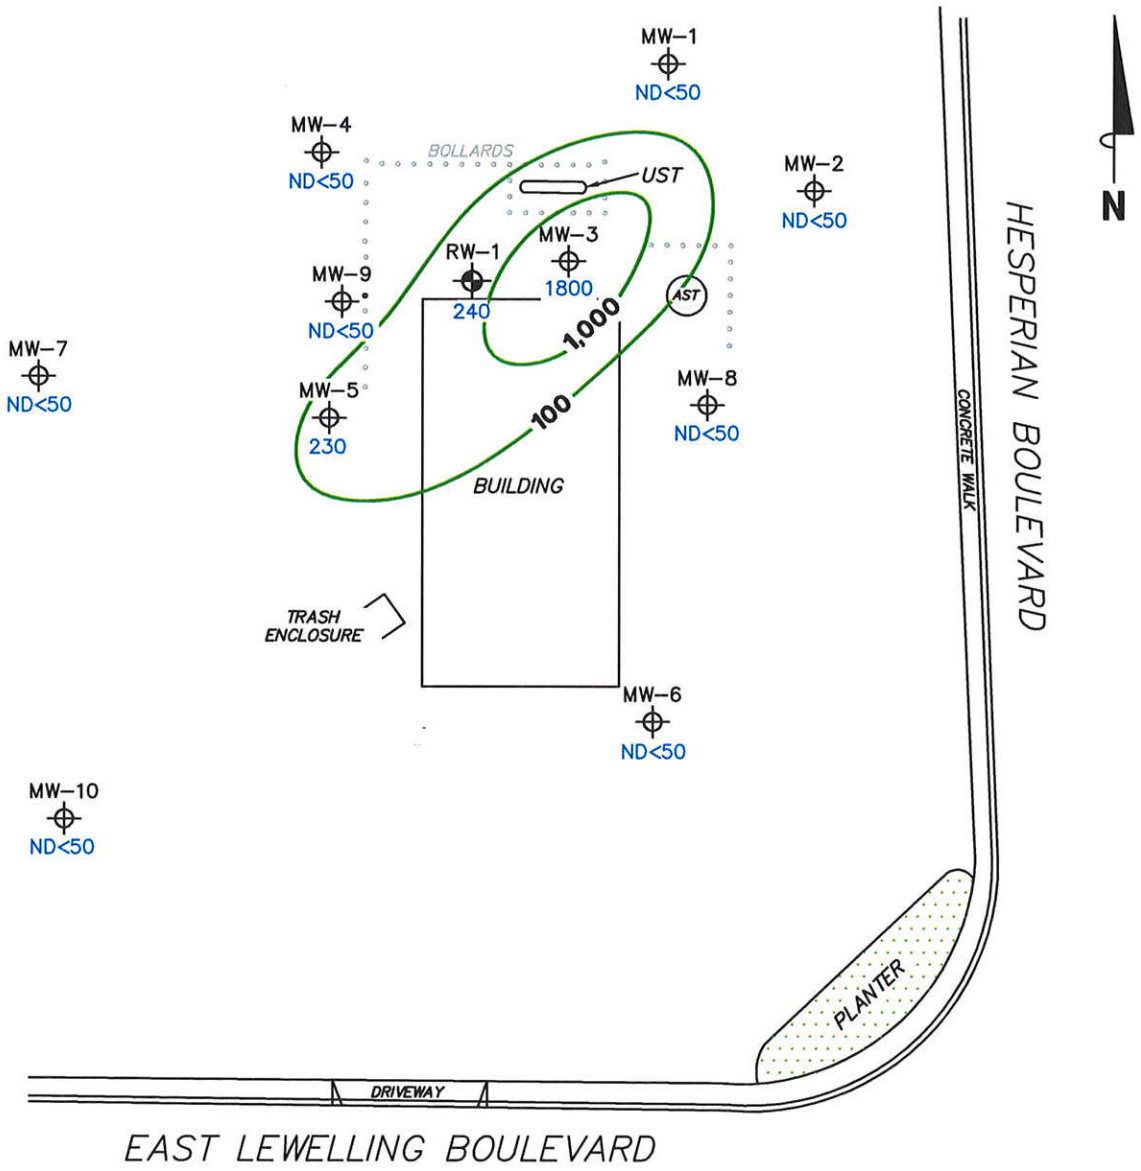 MW-1
ND<50
MW-4
ND<50
BOLLARDS
MW-2
ND<50
UST
N
MW-3
1800
RW-1
240
MW-9
ND<50
AST
1,000
MW-7
ND<50
MW-5
230
100
MW-8
ND<50
HESPERIAN BOULEVARD
CONCRETE WALK
BUILDING
TRASH
ENCLOSURE
MW-6
ND<50
MW-10
ND<50
PLANTER
DRIVEWAY
EAST LEWELLING BOULEVARD